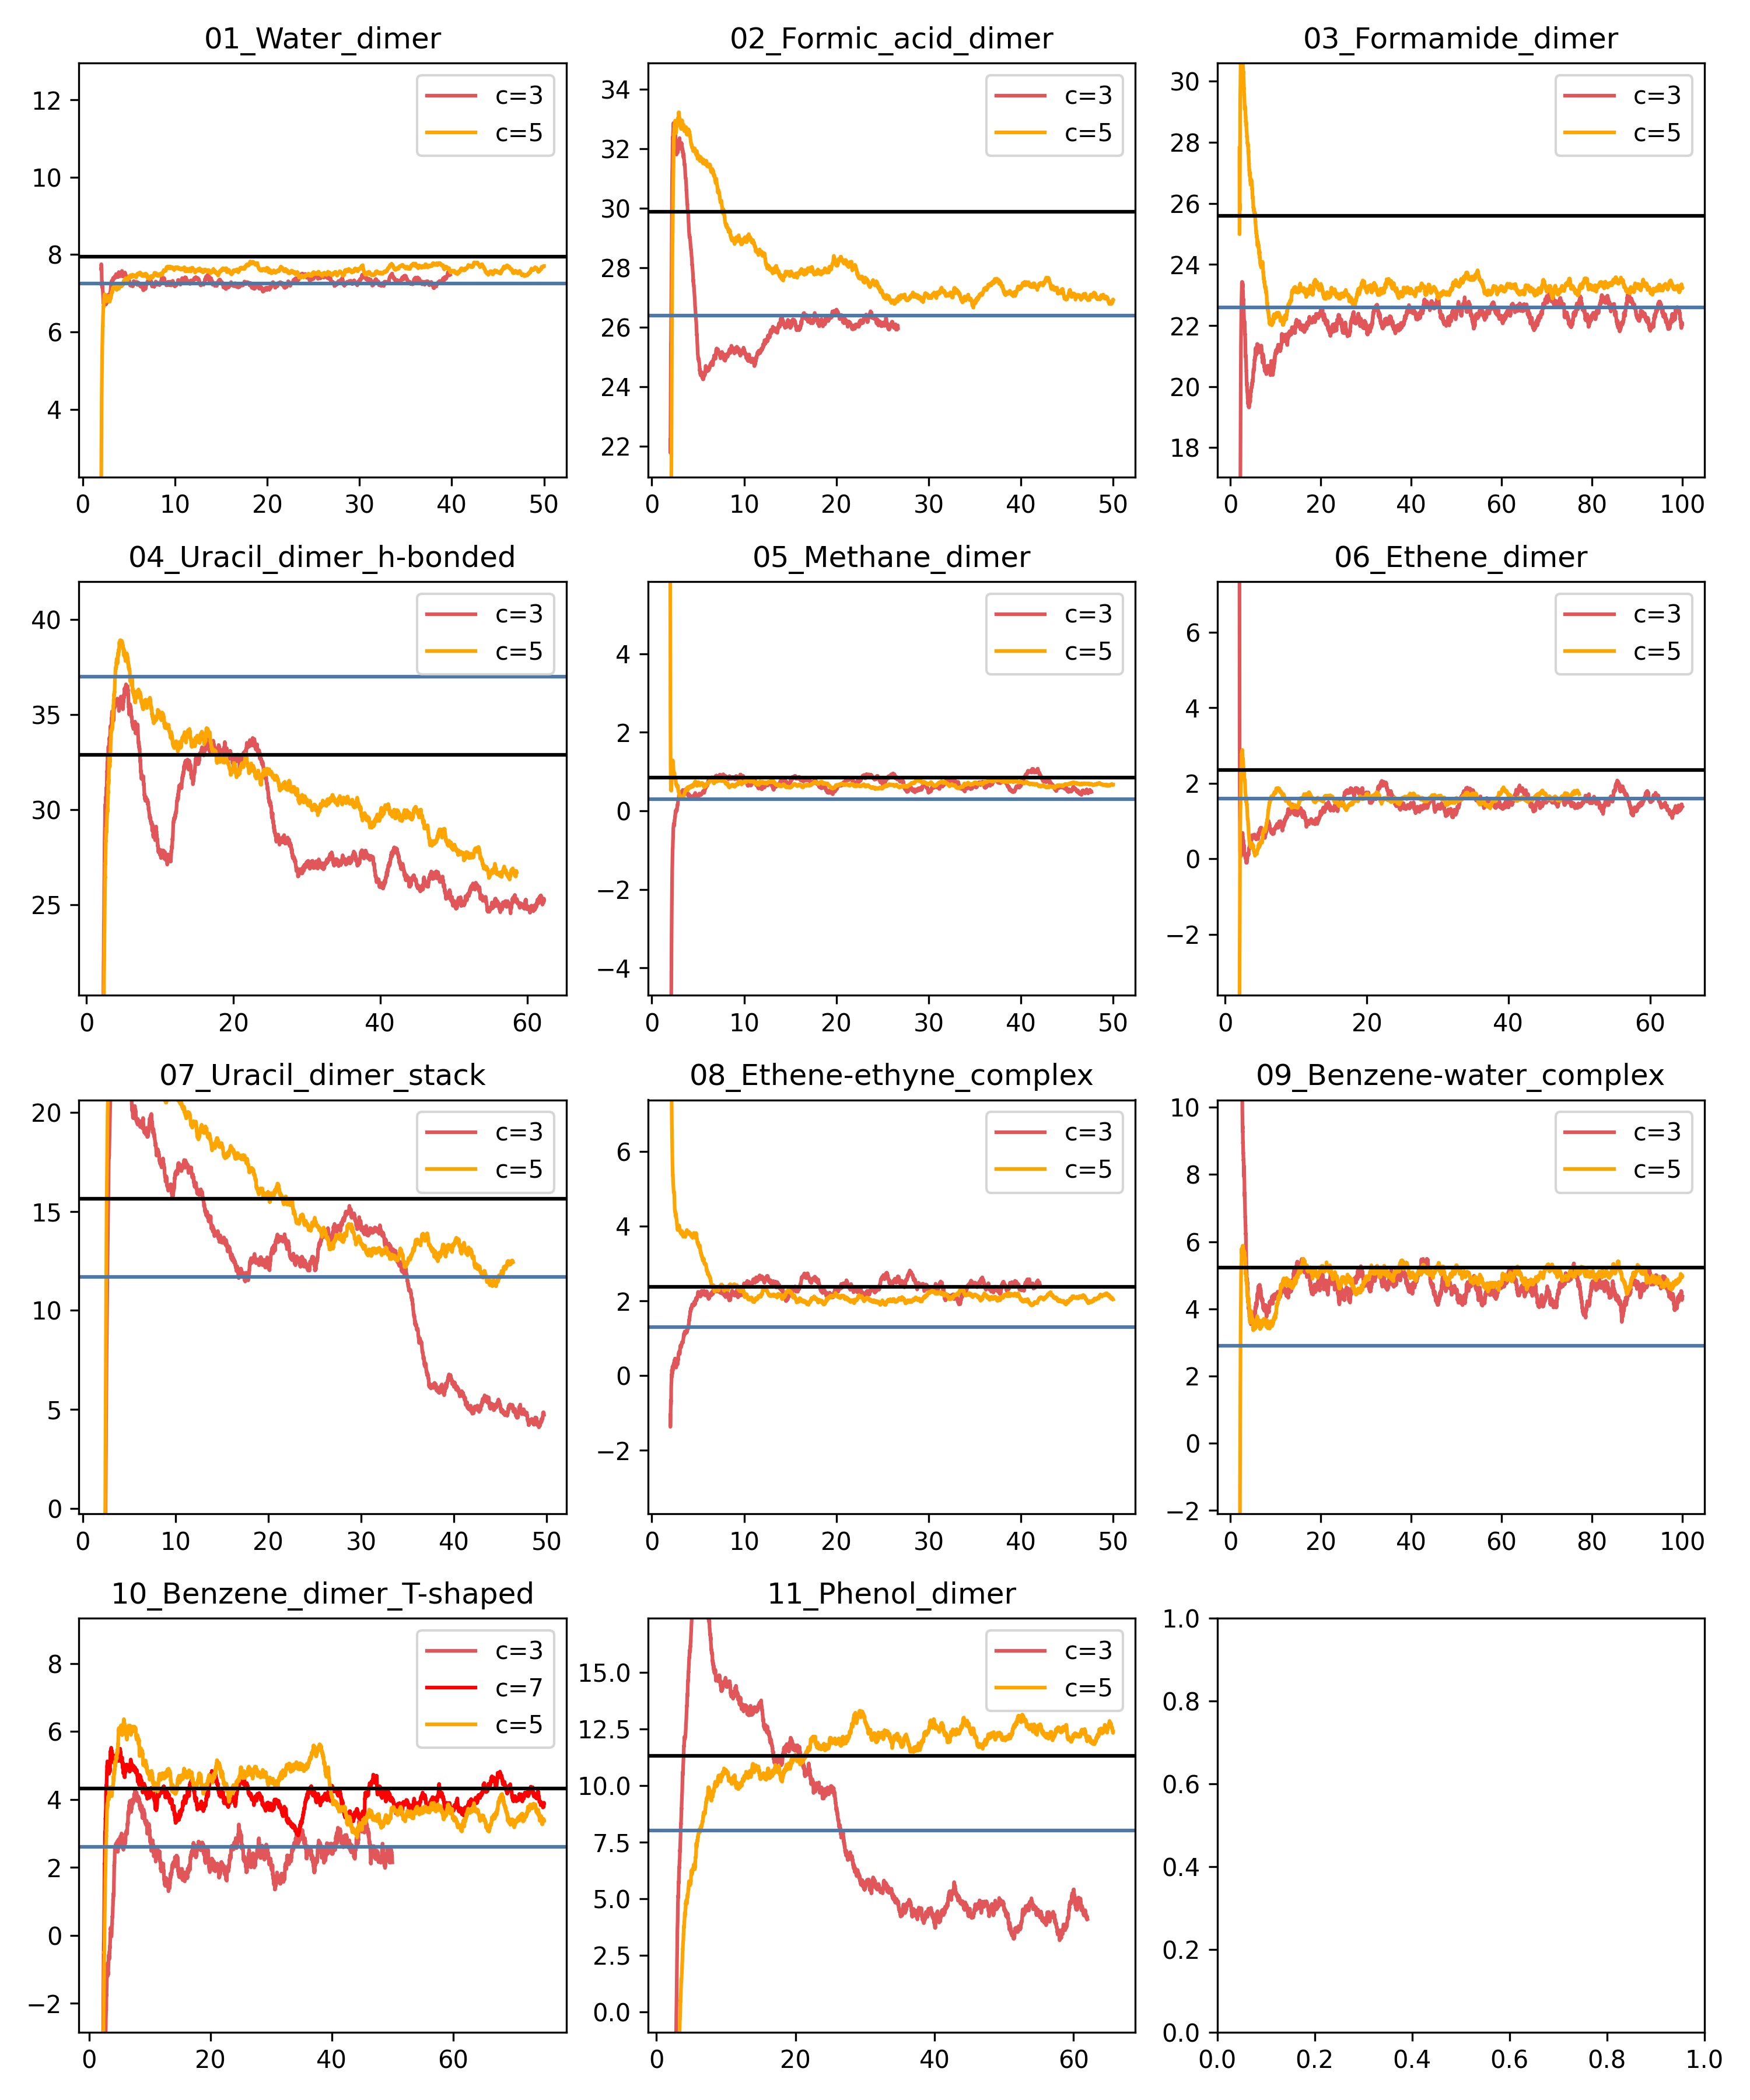 01_Water_dimer
12
10
8
6
4
0 10 20 30 40 50
c=3
c=5
02_Formic_acid_dimer
34
32
30
28
26
24
22
0 10 20 30 40 50
c=3
c=5
03_Formamide_dimer
30
28
26
24
22
20
18
0 20 40 60 80 100
c=3
c=5
04_Uracil_dimer_h-bonded
40
35
30
25
0 20 40 60
c=3
c=5
05_Methane_dimer
4
2
0
−2
−4
0 10 20 30 40 50
c=3
c=5
06_Ethene_dimer
6
4
2
0
−2
0 20 40 60
c=3
c=5
07_Uracil_dimer_stack
20
15
10
5
0
0 10 20 30 40 50
c=3
c=5
08_Ethene-ethyne_complex
6
4
2
0
−2
0 10 20 30 40 50
c=3
c=5
09_Benzene-water_complex
10
8
6
4
2
0
−2
0 20 40 60 80 100
c=3
c=5
10_Benzene_dimer_T-shaped
8
6
4
2
0
−2
0 20 40 60
c=3
c=7
c=5
11_Phenol_dimer
15.0
12.5
10.0
7.5
5.0
2.5
0.0
0 20 40 60
c=3
c=5
1.0
0.8
0.6
0.4
0.2
0.0
0.0 0.2 0.4 0.6 0.8 1.0